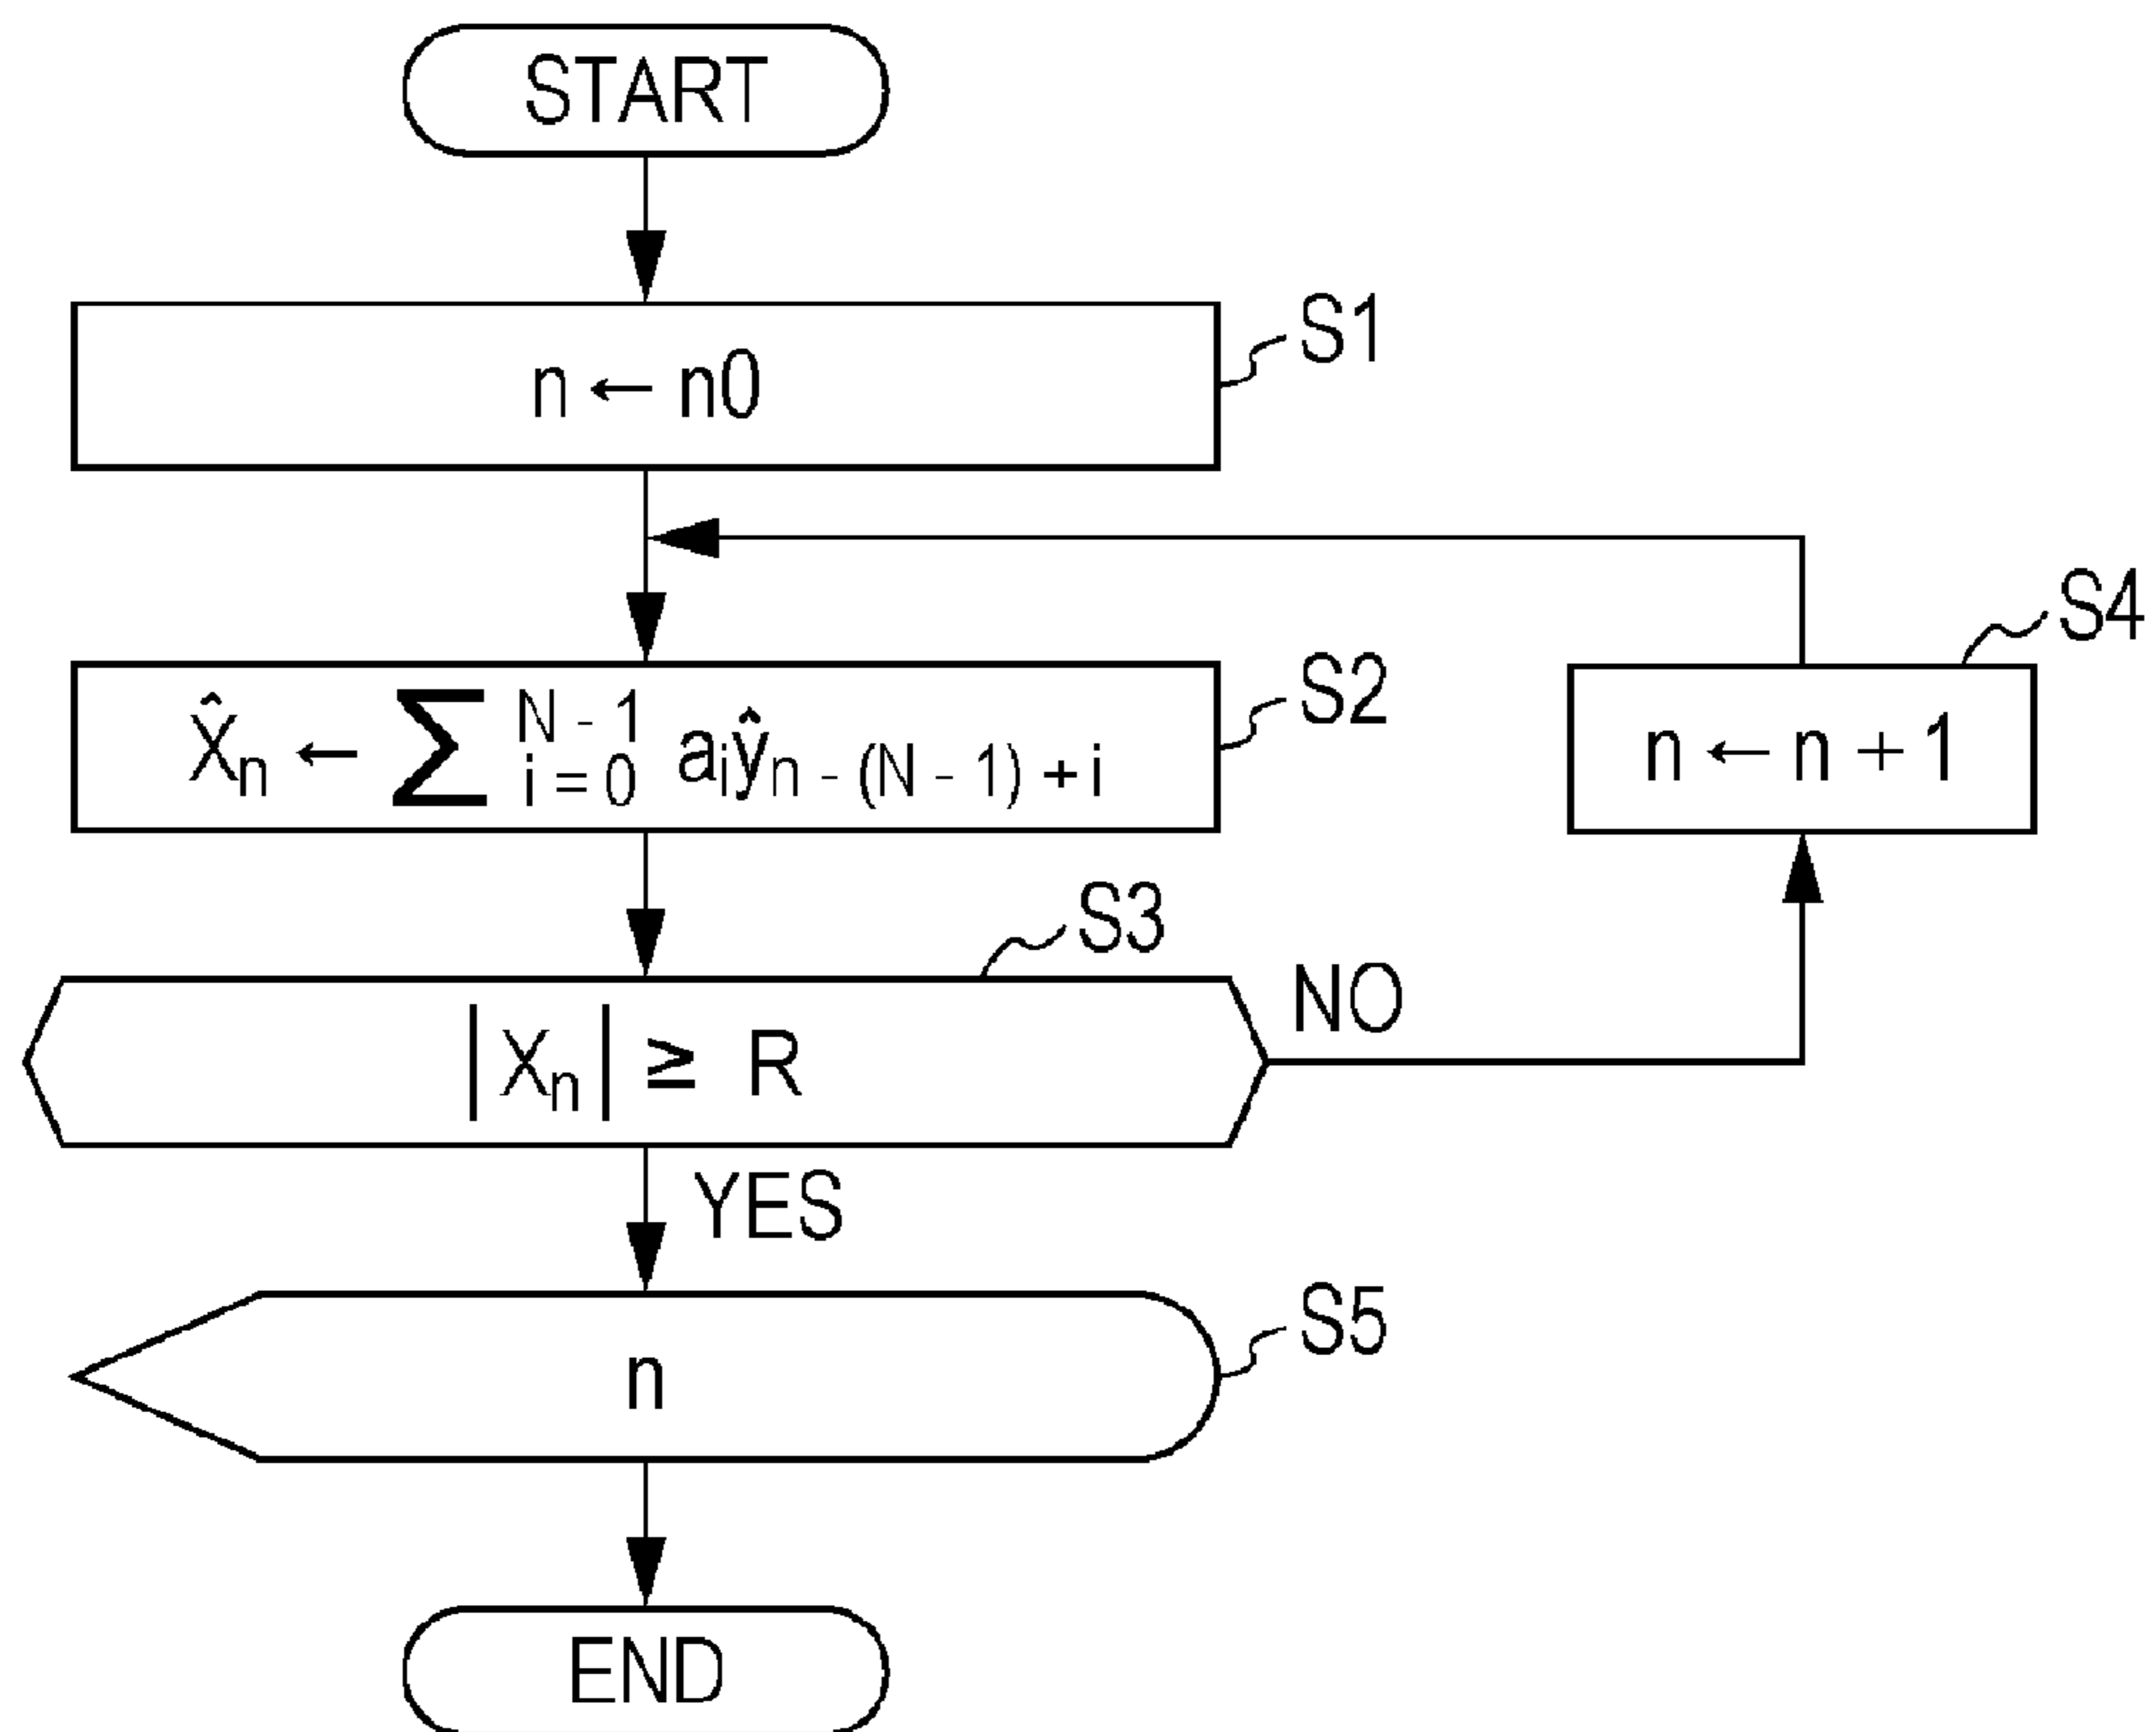 START
n ← n0
S1
x̂n ← ∑ N - 1 i = 0 aiŷn - (N - 1) + i
S2
n ← n + 1
S4
|xn| ≥ R
S3
NO
YES
n
S5
END